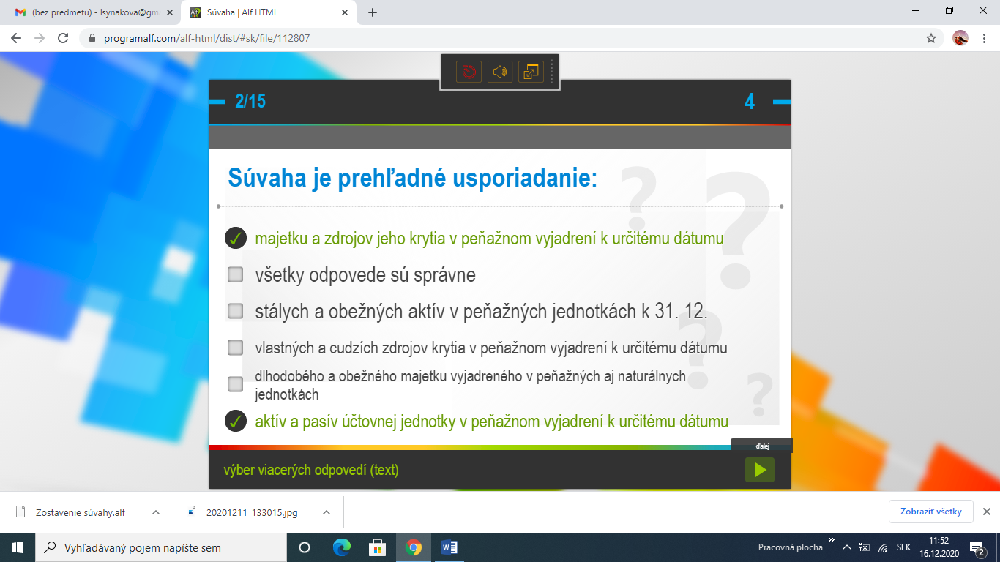 (bez predmetu) - lsynakova@gm
Súvaha | Alf HTML
programalf.com/alf-html/dist/#sk/file/112807
2/15
4
Súvaha je prehľadné usporiadanie:
majetku a zdrojov jeho krytia v peňažnom vyjadrení k určitému dátumu
všetky odpovede sú správne
stálych a obežných aktív v peňažných jednotkách k 31. 12.
vlastných a cudzích zdrojov krytia v peňažnom vyjadrení k určitému dátumu
dlhodobého a obežného majetku vyjadreného v peňažných aj naturálnych
jednotkách
aktív a pasív účtovnej jednotky v peňažnom vyjadrení k určitému dátumu
ďalej
výber viacerých odpovedí (text)
Zostavenie súvahy.alf
20201211_133015.jpg
Zobraziť všetky
Vyhľadávaný pojem napíšte sem
Pracovná plocha
SLK
11:52
16.12.2020
2